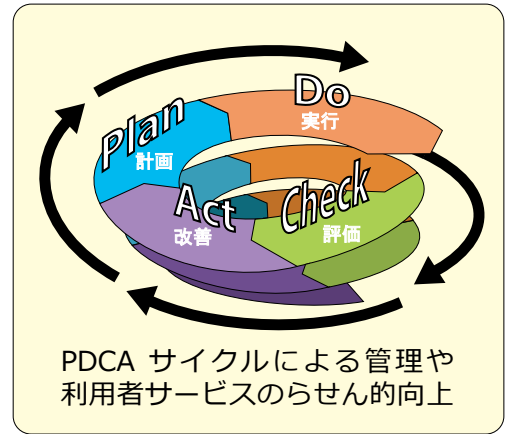 Plan
計画
Do
実行
Check
評価
Act
改善
PDCA サイクルによる管理や
利用者サービスのらせん的向上